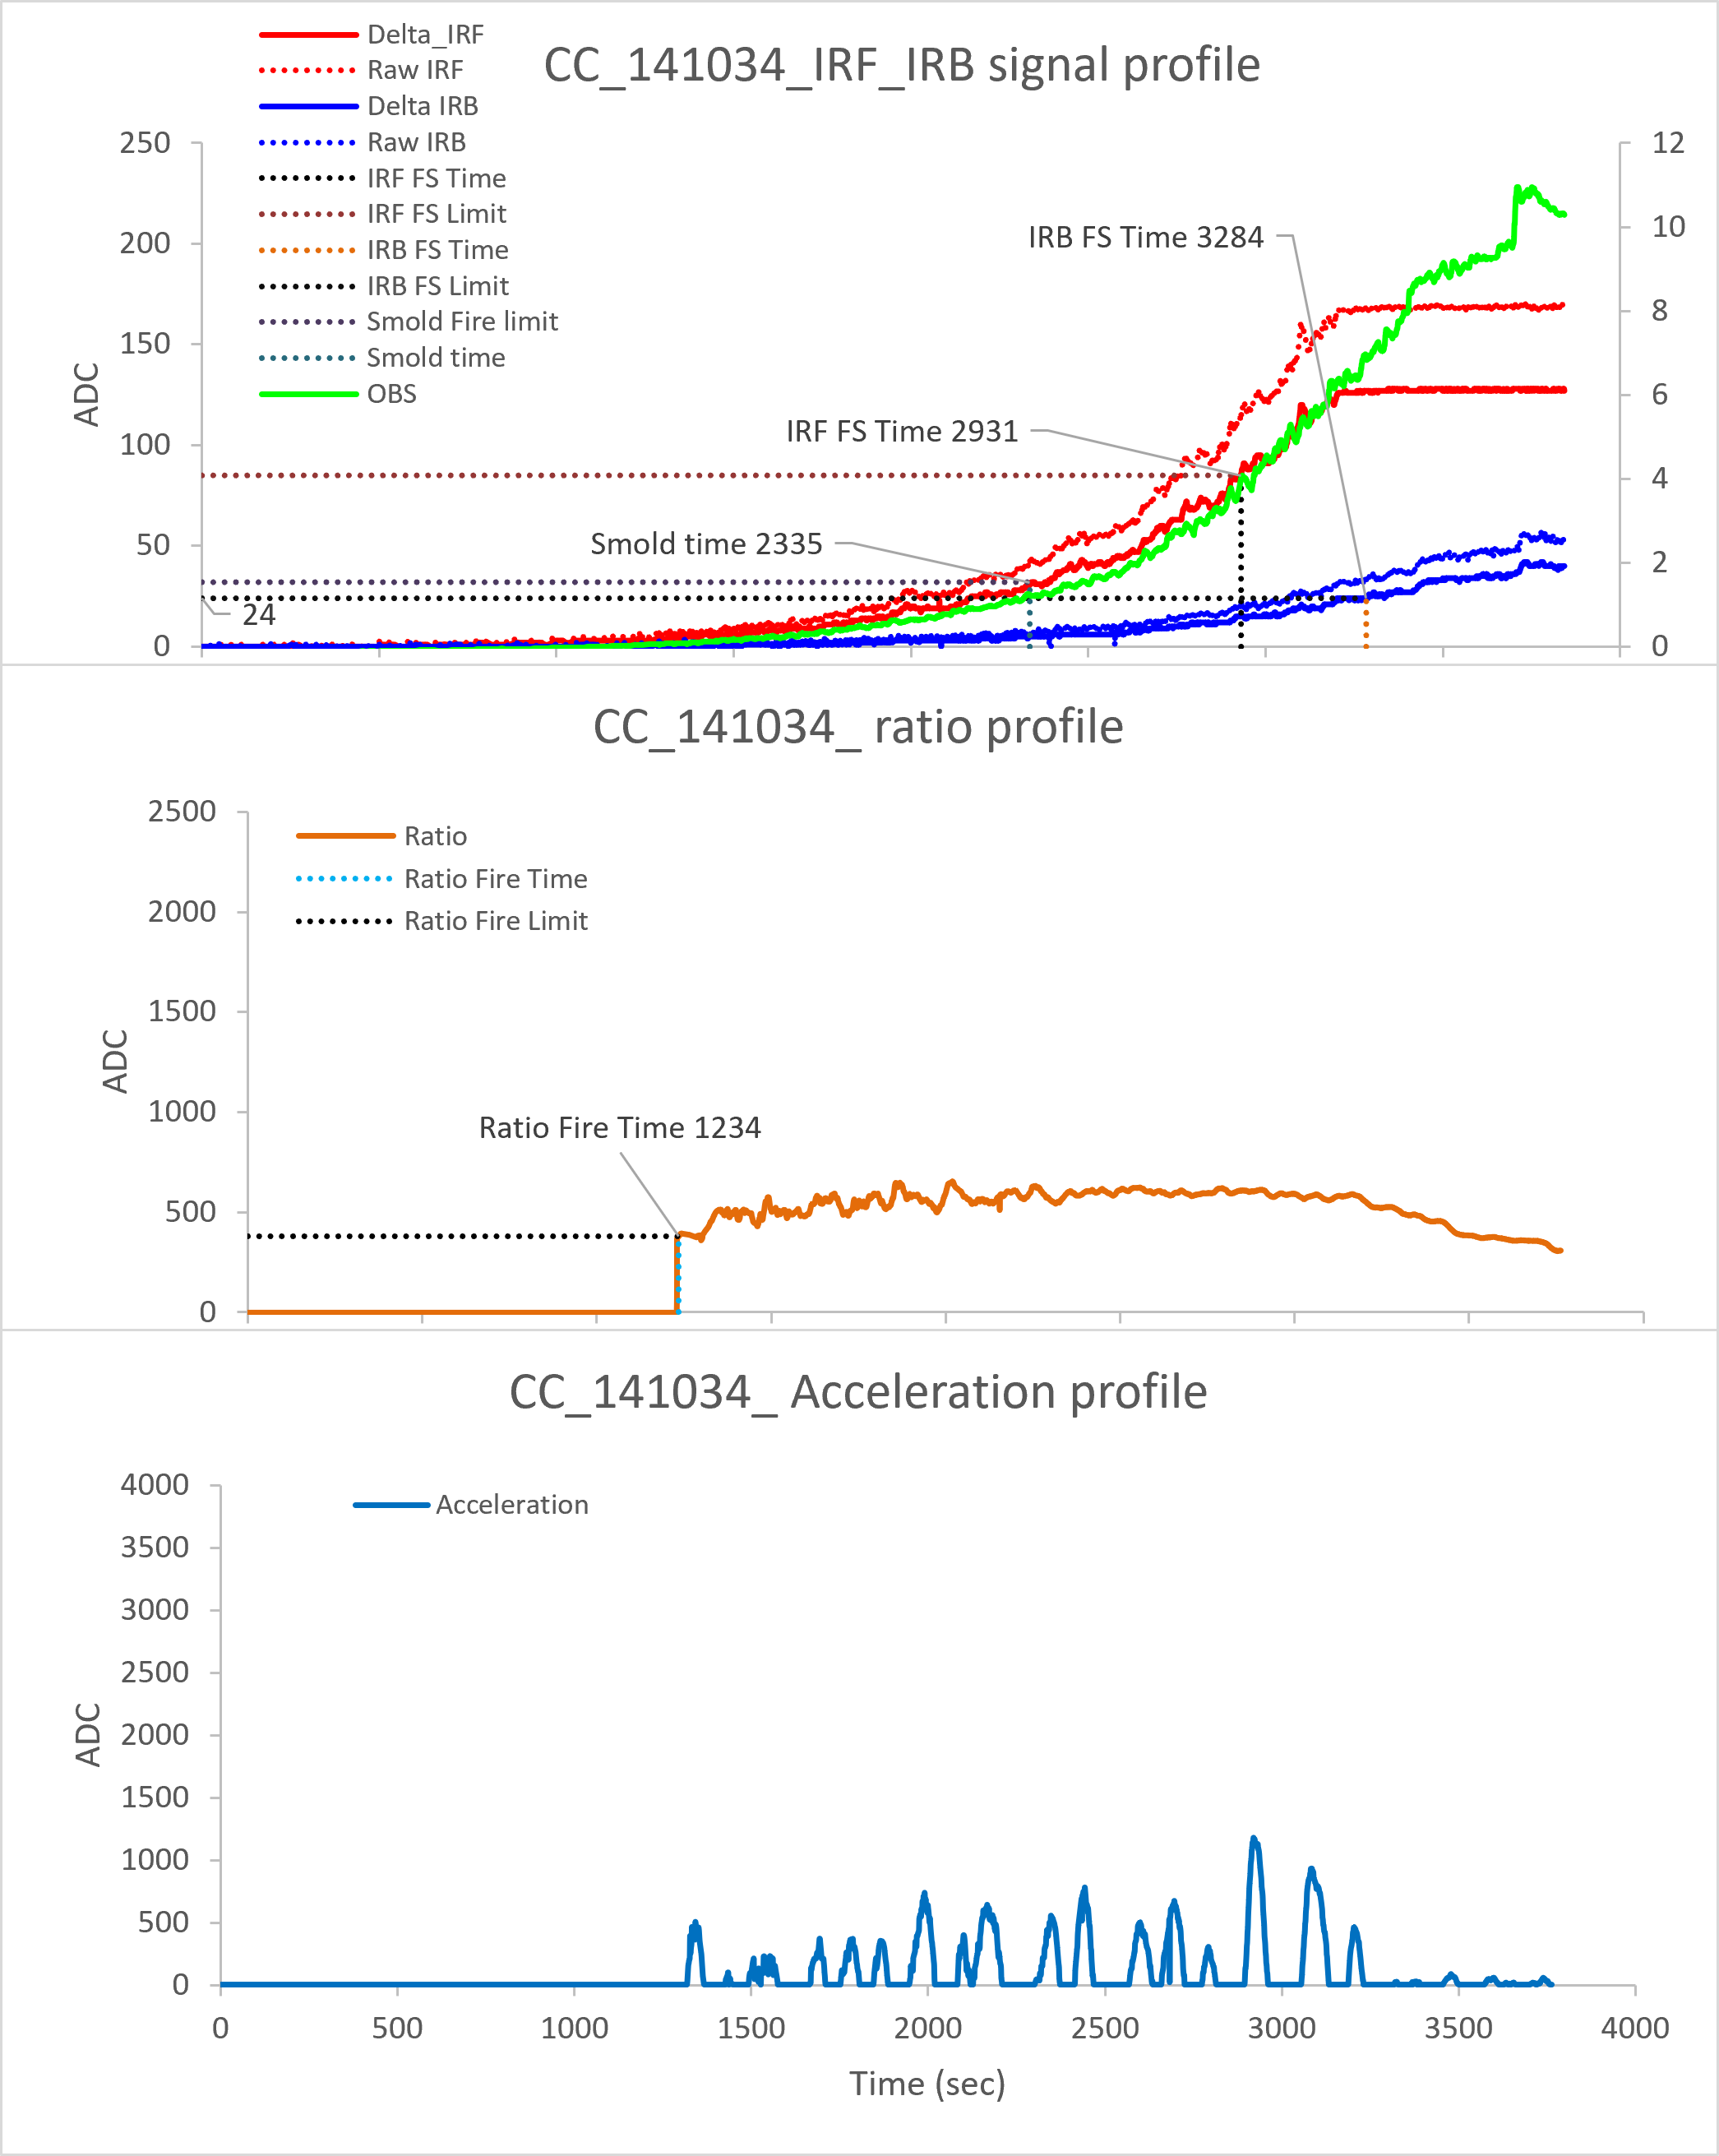 Delta_IRF
CC_141034_IRF_IRB signal profile
Raw IRF
Delta IRB
Raw IRB
IRF FS Time
IRF FS Limit
IRB FS Time
IRB FS Limit
Smold Fire limit
Smold time
OBS
250
200
150
100
50
0
ADC
12
10
8
6
4
2
0
IRB FS Time 3284
IRF FS Time 2931
Smold time 2335
24
CC_141034_ ratio profile
2500
2000
1500
1000
500
0
ADC
Ratio
Ratio Fire Time
Ratio Fire Limit
Ratio Fire Time 1234
CC_141034_ Acceleration profile
4000
3500
3000
2500
2000
1500
1000
500
0
ADC
Acceleration
0 500 1000 1500 2000 2500 3000 3500 4000
Time (sec)